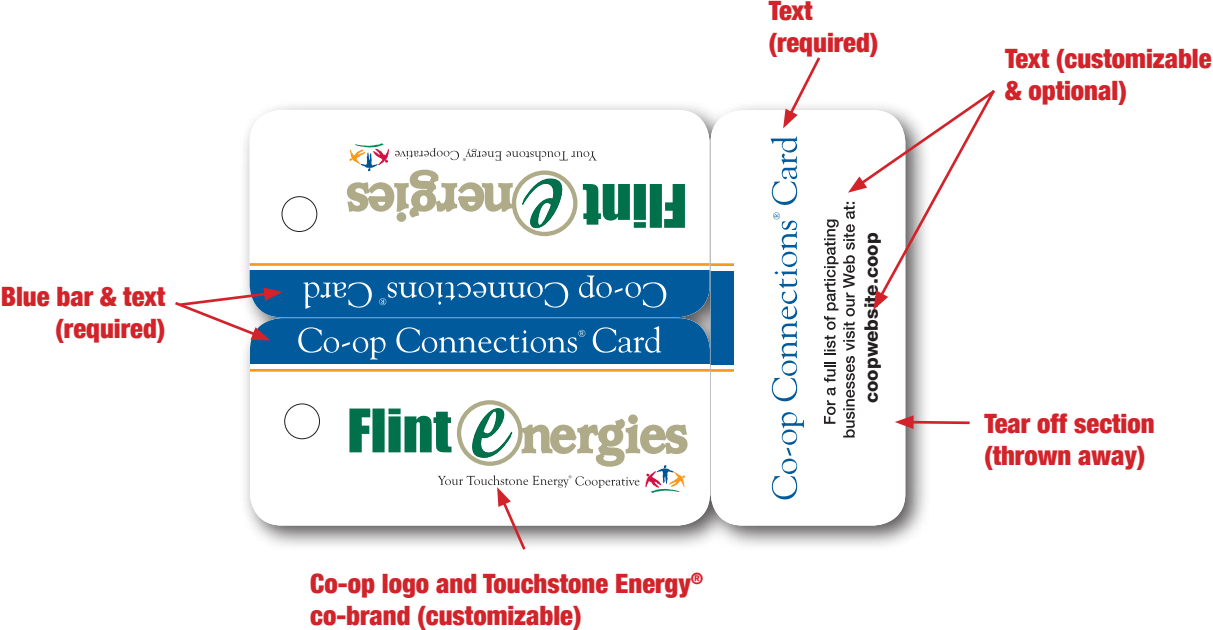 Text
(required)
Text (customizable
& optional)
Your Touchstone Energy® Cooperative
Flint energies
Co-op Connections® Card
Co-op Connections® Card
Flint energies
Your Touchstone Energy® Cooperative
Co-op Connections® Card
For a full list of participating
businesses visit our Web site at:
coopwebsite.coop
Blue bar & text
(required)
Tear off section
(thrown away)
Co-op logo and Touchstone Energy®
co-brand (customizable)